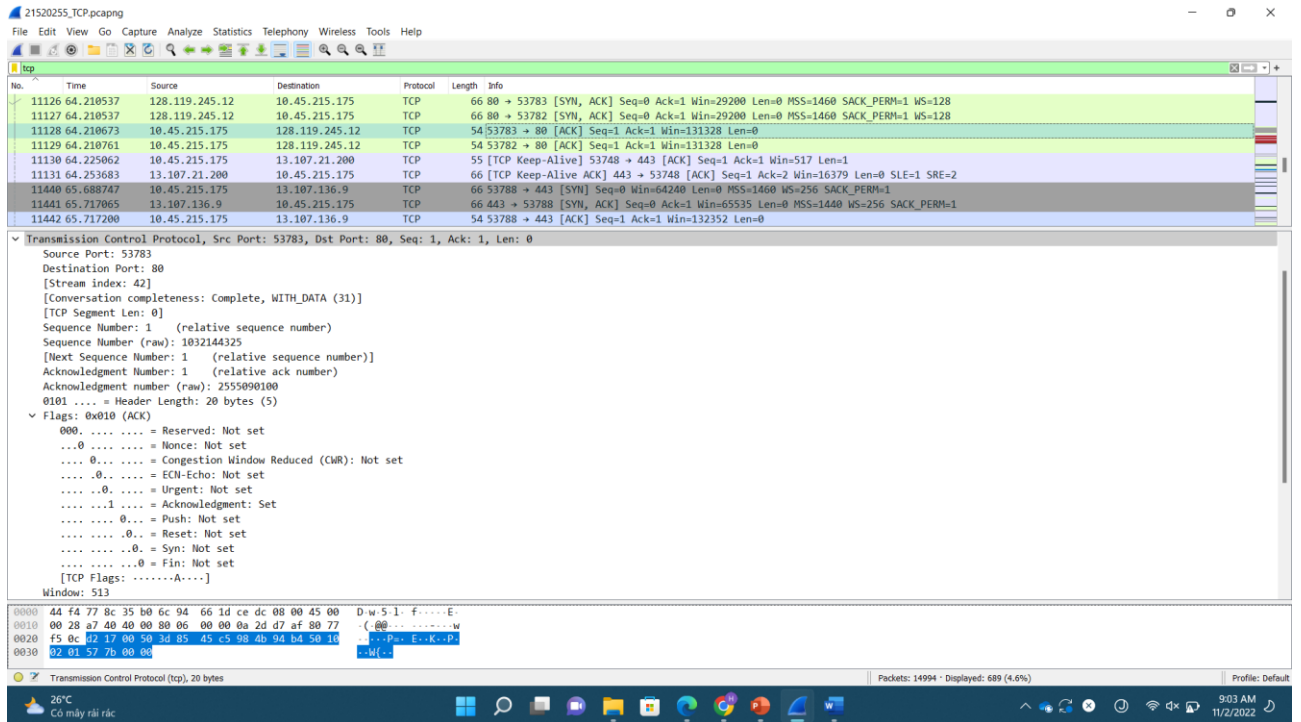 21520255_TCP.pcapng
File Edit View Go Capture Analyze Statistics Telephony Wireless Tools Help
tcp
No. Time Source Destination Protocol Length Info
11126 64.210537 128.119.245.12 10.45.215.175 TCP 66 80 → 53783 [SYN, ACK] Seq=0 Ack=1 Win=29200 Len=0 MSS=1460 SACK_PERM=1 WS=128
11127 64.210537 128.119.245.12 10.45.215.175 TCP 66 80 → 53782 [SYN, ACK] Seq=0 Ack=1 Win=29200 Len=0 MSS=1460 SACK_PERM=1 WS=128
11128 64.210673 10.45.215.175 128.119.245.12 TCP 54 53783 → 80 [ACK] Seq=1 Ack=1 Win=131328 Len=0
11129 64.210761 10.45.215.175 128.119.245.12 TCP 54 53782 → 80 [ACK] Seq=1 Ack=1 Win=131328 Len=0
11130 64.225062 10.45.215.175 13.107.21.200 TCP 55 [TCP Keep-Alive] 53748 → 443 [ACK] Seq=1 Ack=1 Win=517 Len=1
11131 64.253683 13.107.21.200 10.45.215.175 TCP 66 [TCP Keep-Alive ACK] 443 → 53748 [ACK] Seq=1 Ack=2 Win=16379 Len=0 SLE=1 SRE=2
11440 65.688747 10.45.215.175 13.107.136.9 TCP 66 53788 → 443 [SYN] Seq=0 Win=64240 Len=0 MSS=1460 WS=256 SACK_PERM=1
11441 65.717065 13.107.136.9 10.45.215.175 TCP 66 443 → 53788 [SYN, ACK] Seq=0 Ack=1 Win=65535 Len=0 MSS=1440 WS=256 SACK_PERM=1
11442 65.717200 10.45.215.175 13.107.136.9 TCP 54 53788 → 443 [ACK] Seq=1 Ack=1 Win=132352 Len=0
Transmission Control Protocol, Src Port: 53783, Dst Port: 80, Seq: 1, Ack: 1, Len: 0
Source Port: 53783
Destination Port: 80
[Stream index: 42]
[Conversation completeness: Complete, WITH_DATA (31)]
[TCP Segment Len: 0]
Sequence Number: 1 (relative sequence number)
Sequence Number (raw): 1032144325
[Next Sequence Number: 1 (relative sequence number)]
Acknowledgment Number: 1 (relative ack number)
Acknowledgment number (raw): 2555090100
0101 .... = Header Length: 20 bytes (5)
Flags: 0x010 (ACK)
000. .... .... = Reserved: Not set
...0 .... .... = Nonce: Not set
.... 0... .... = Congestion Window Reduced (CWR): Not set
.... .0.. .... = ECN-Echo: Not set
.... ..0. .... = Urgent: Not set
.... ...1 .... = Acknowledgment: Set
.... .... 0... = Push: Not set
.... .... .0.. = Reset: Not set
.... .... ..0. = Syn: Not set
.... .... ...0 = Fin: Not set
[TCP Flags: ·······A····]
Window: 513
0000 44 f4 77 8c 35 b0 6c 94 66 1d ce dc 08 00 45 00 D·w·5·l· f·····E·
0010 00 28 a7 40 40 00 80 06 00 00 0a 2d d7 af 80 77 ·(·@@··· ···-···w
0020 f5 0c d2 17 00 50 3d 85 45 c5 98 4b 94 b4 50 10 ·····P=· E··K··P·
0030 02 01 57 7b 00 00 ··W{··
Transmission Control Protocol (tcp), 20 bytes Packets: 14994 · Displayed: 689 (4.6%) Profile: Default
26°C
Có mây rải rác
9:03 AM
11/2/2022